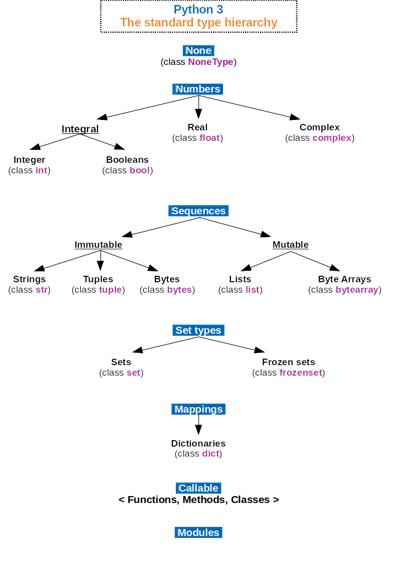 Python 3
The standard type hierarchy
None
(class NoneType)
Numbers
Integral
Real
(class float)
Complex
(class complex)
Integer
(class int)
Booleans
(class bool)
Sequences
Immutable
Mutable
Strings
(class str)
Tuples
(class tuple)
Bytes
(class bytes)
Lists
(class list)
Byte Arrays
(class bytearray)
Set types
Sets
(class set)
Frozen sets
(class frozenset)
Mappings
Dictionaries
(class dict)
Callable
< Functions, Methods, Classes >
Modules